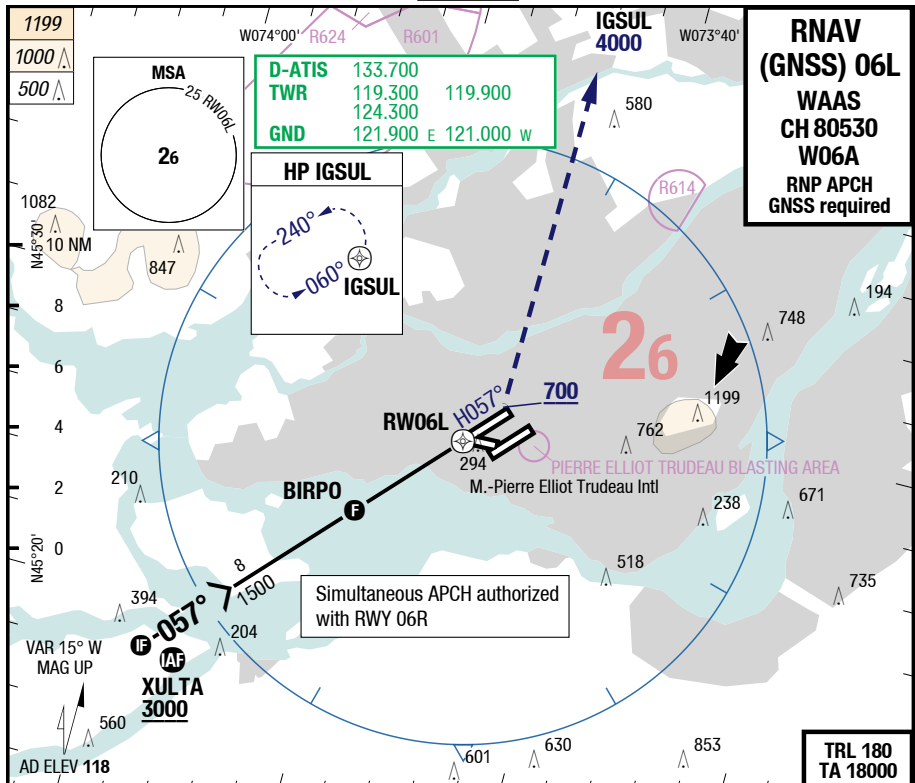 1199
1000
500
W074°00'
R624
R601
IGSUL
4000
W073°40'
RNAV
(GNSS) 06L
WAAS
CH 80530
W06A
RNP APCH
GNSS required
MSA
25 RW06L
26
D-ATIS 133.700
TWR 119.300 119.900
124.300
GND 121.900 E 121.000 W
580
HP IGSUL
240°
060°
IGSUL
R614
1082
N45°30'
10 NM
847
194
748
8
6
26
1199
700
H057°
RW06L
4
762
294
PIERRE ELLIOT TRUDEAU BLASTING AREA
M.-Pierre Elliot Trudeau Intl
210
2
BIRPO
F
238
671
N45°20'
0
518
8
1500
Simultaneous APCH authorized
with RWY 06R
735
394
057°
IF
204
IAF
XULTA
3000
VAR 15° W
MAG UP
560
601
630
853
AD ELEV 118
TRL 180
TA 18000